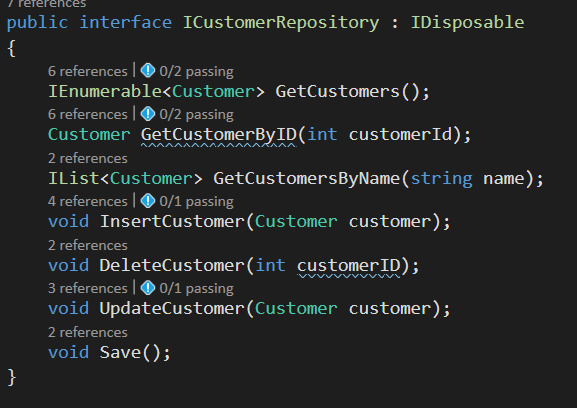 7 references
public interface ICustomerRepository : IDisposable
{
6 references | 0/2 passing
IEnumerable<Customer> GetCustomers();
6 references | 0/2 passing
Customer GetCustomerByID(int customerId);
2 references
IList<Customer> GetCustomersByName(string name);
4 references | 0/1 passing
void InsertCustomer(Customer customer);
2 references
void DeleteCustomer(int customerID);
3 references | 0/1 passing
void UpdateCustomer(Customer customer);
2 references
void Save();
}